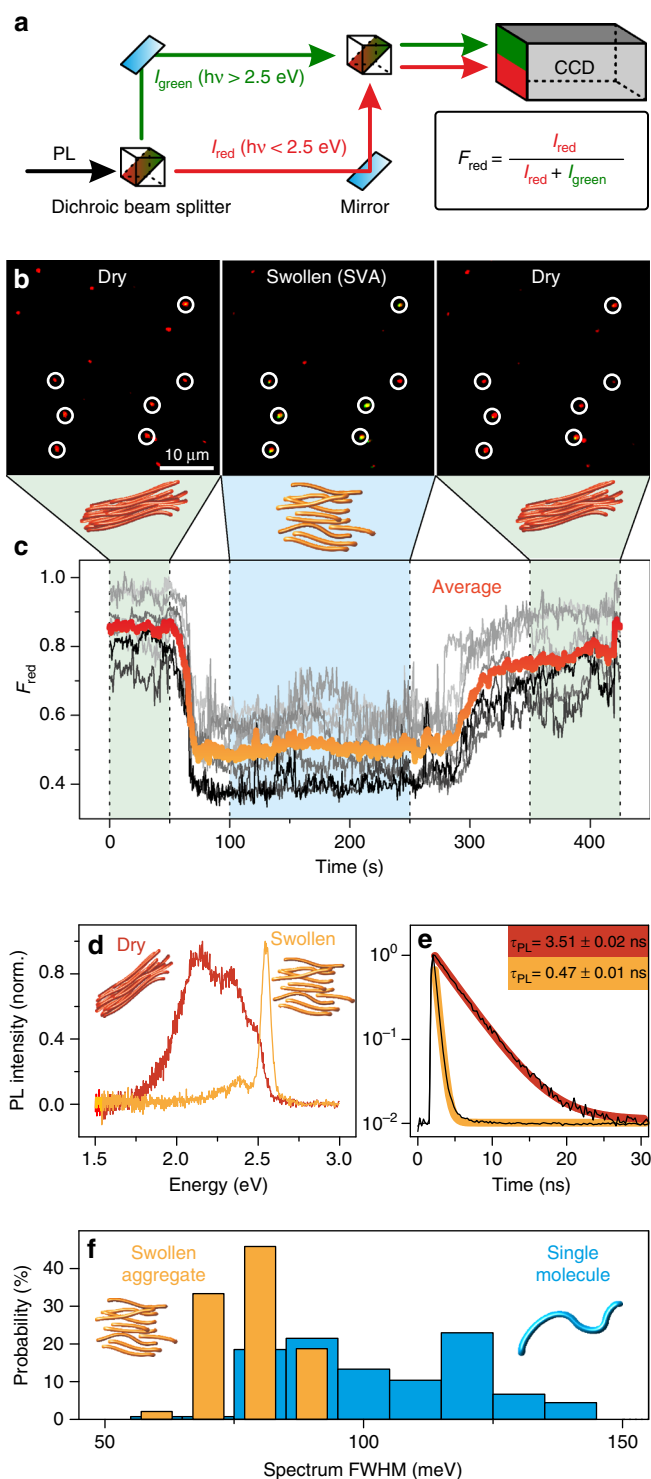 a
I_green (hν > 2.5 eV)
CCD
PL
I_red (hν < 2.5 eV)
Dichroic beam splitter
Mirror
F_red = I_red / I_red + I_green
b
Dry
Swollen (SVA)
Dry
10 μm
c
Average
1.0
0.8
0.6
0.4
F_red
0
100
200
300
400
Time (s)
d
Dry
Swollen
0.8
0.4
0.0
PL intensity (norm.)
1.5
2.0
2.5
3.0
Energy (eV)
e
τ_PL = 3.51 ± 0.02 ns
τ_PL = 0.47 ± 0.01 ns
10⁰
10⁻¹
10⁻²
0
10
20
30
Time (ns)
f
Swollen
aggregate
Single
molecule
40
30
20
10
0
Probability (%)
50
100
150
Spectrum FWHM (meV)